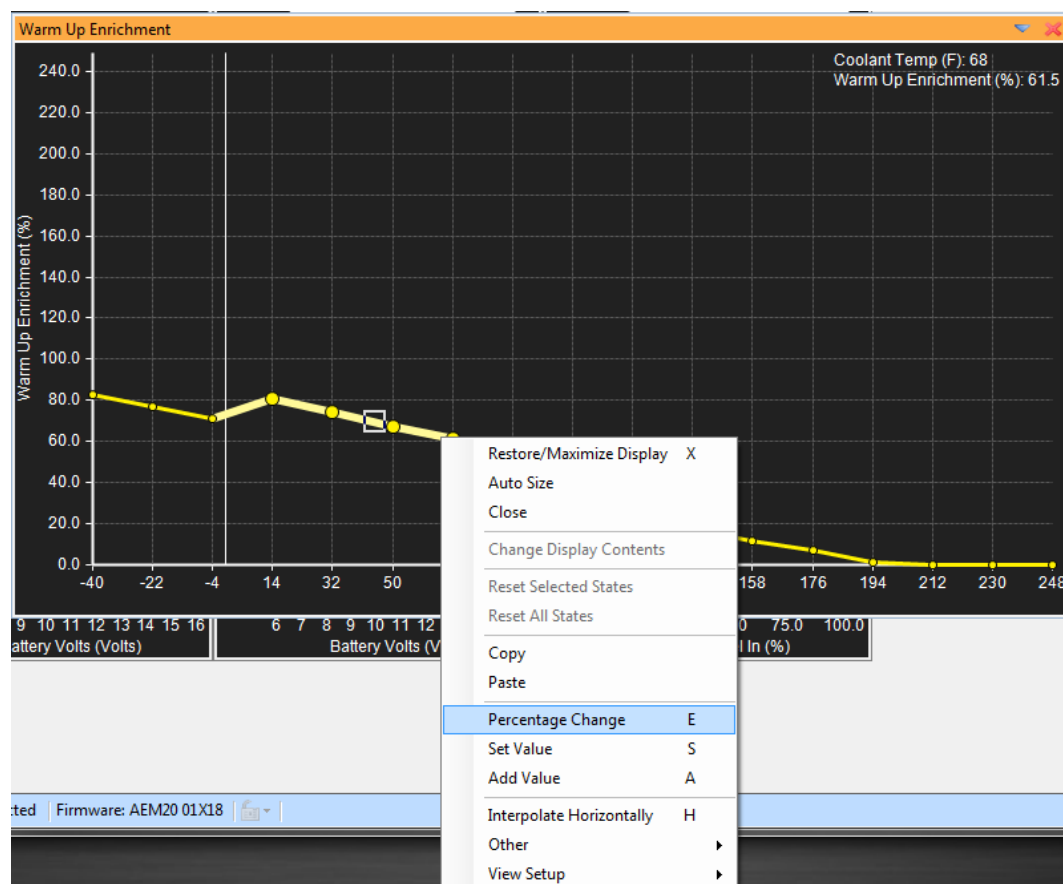 Warm Up Enrichment
Coolant Temp (F): 68
Warm Up Enrichment (%): 61.5
240.0
220.0
200.0
180.0
160.0
140.0
120.0
100.0
80.0
60.0
40.0
20.0
0.0
Warm Up Enrichment (%)
-40 -22 -4 14 32 50 158 176 194 212 230 248
Restore/Maximize Display X
Auto Size
Close
Change Display Contents
Reset Selected States
Reset All States
Copy
Paste
Percentage Change E
Set Value S
Add Value A
Interpolate Horizontally H
Other
View Setup
9 10 11 12 13 14 15 16 6 7 8 9 10 11 12 0 75.0 100.0
attery Volts (Volts) Battery Volts (V l In (%)
cted Firmware: AEM20 01X18